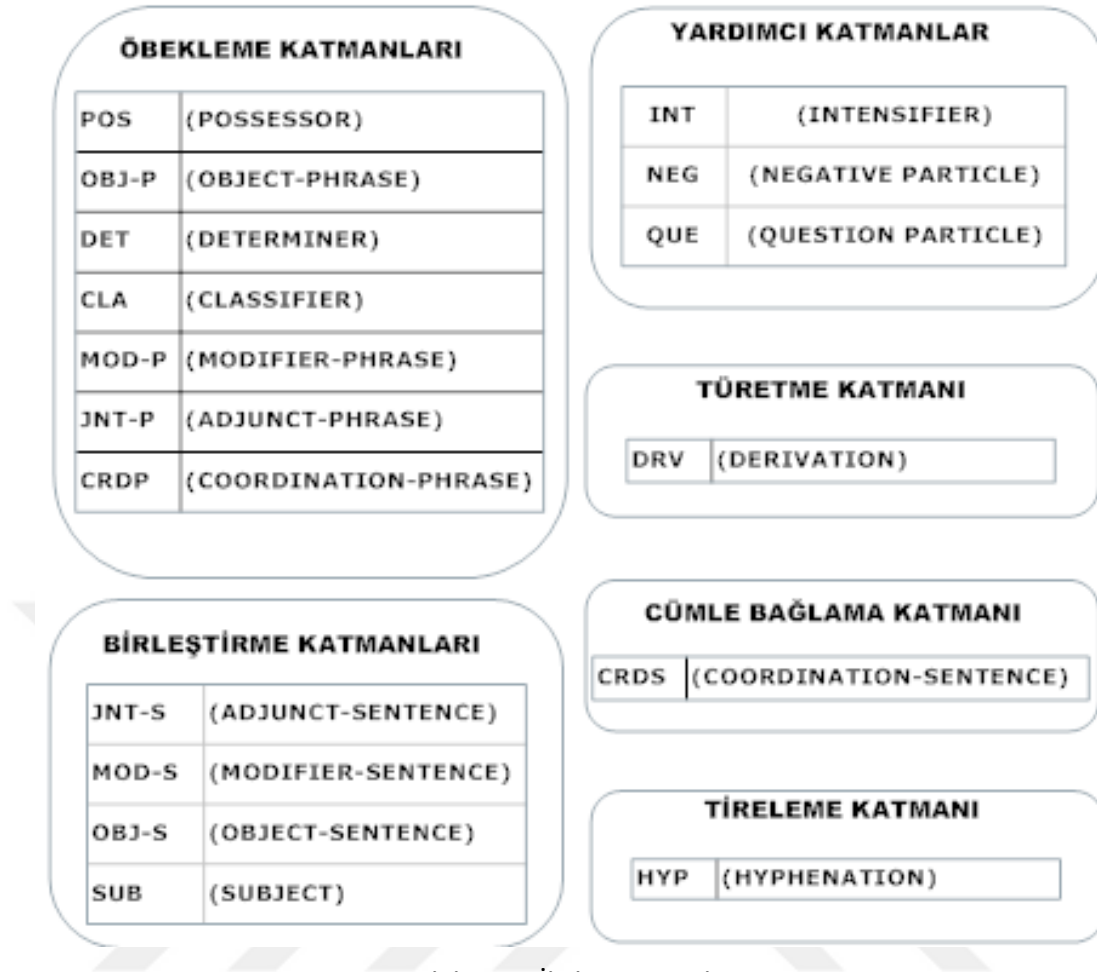 ÖBEKLEME KATMANLARI
POS (POSSESSOR)
OBJ-P (OBJECT-PHRASE)
DET (DETERMINER)
CLA (CLASSIFIER)
MOD-P (MODIFIER-PHRASE)
JNT-P (ADJUNCT-PHRASE)
CRDP (COORDINATION-PHRASE)
YARDIMCI KATMANLAR
INT (INTENSIFIER)
NEG (NEGATIVE PARTICLE)
QUE (QUESTION PARTICLE)
TÜRETME KATMANI
DRV (DERIVATION)
BİRLEŞTİRME KATMANLARI
JNT-S (ADJUNCT-SENTENCE)
MOD-S (MODIFIER-SENTENCE)
OBJ-S (OBJECT-SENTENCE)
SUB (SUBJECT)
CÜMLE BAĞLAMA KATMANI
CRDS (COORDINATION-SENTENCE)
TİRELEME KATMANI
HYP (HYPHENATION)